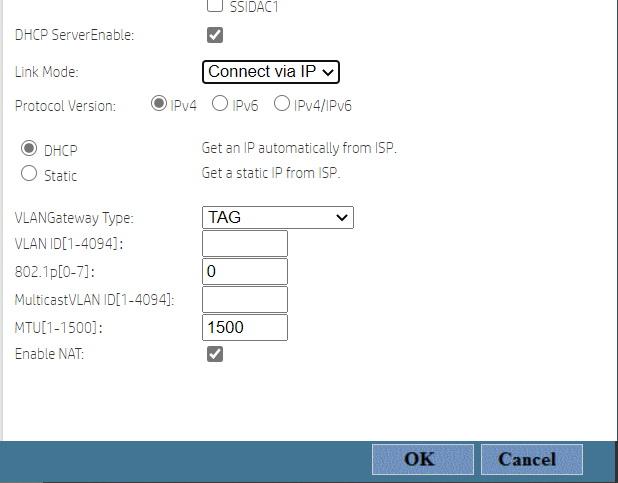 SSIDAC1
DHCP ServerEnable:
Link Mode: Connect via IP
Protocol Version: IPv4 IPv6 IPv4/IPv6
DHCP Get an IP automatically from ISP.
Static Get a static IP from ISP.
VLANGateway Type: TAG
VLAN ID[1-4094]:
802.1p[0-7]: 0
MulticastVLAN ID[1-4094]:
MTU[1-1500]: 1500
Enable NAT:
OK Cancel